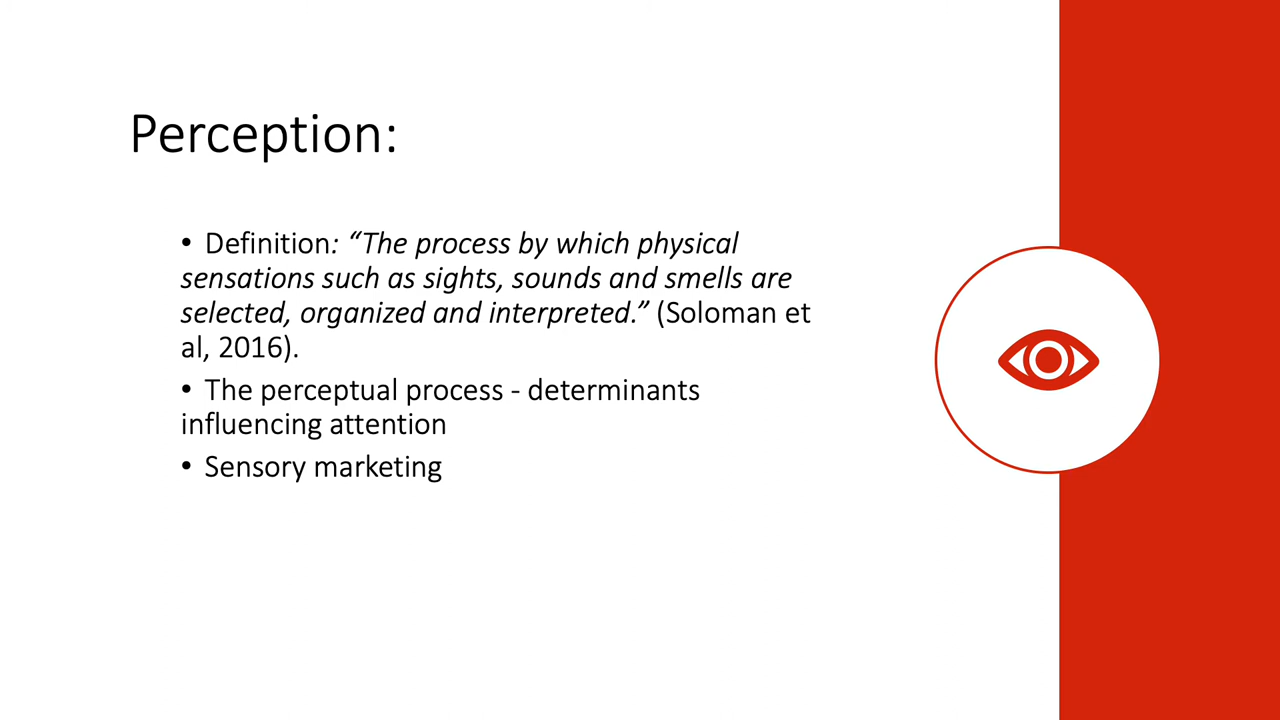 Perception:
• Definition: “The process by which physical
sensations such as sights, sounds and smells are
selected, organized and interpreted.” (Soloman et
al, 2016).
• The perceptual process - determinants
influencing attention
• Sensory marketing